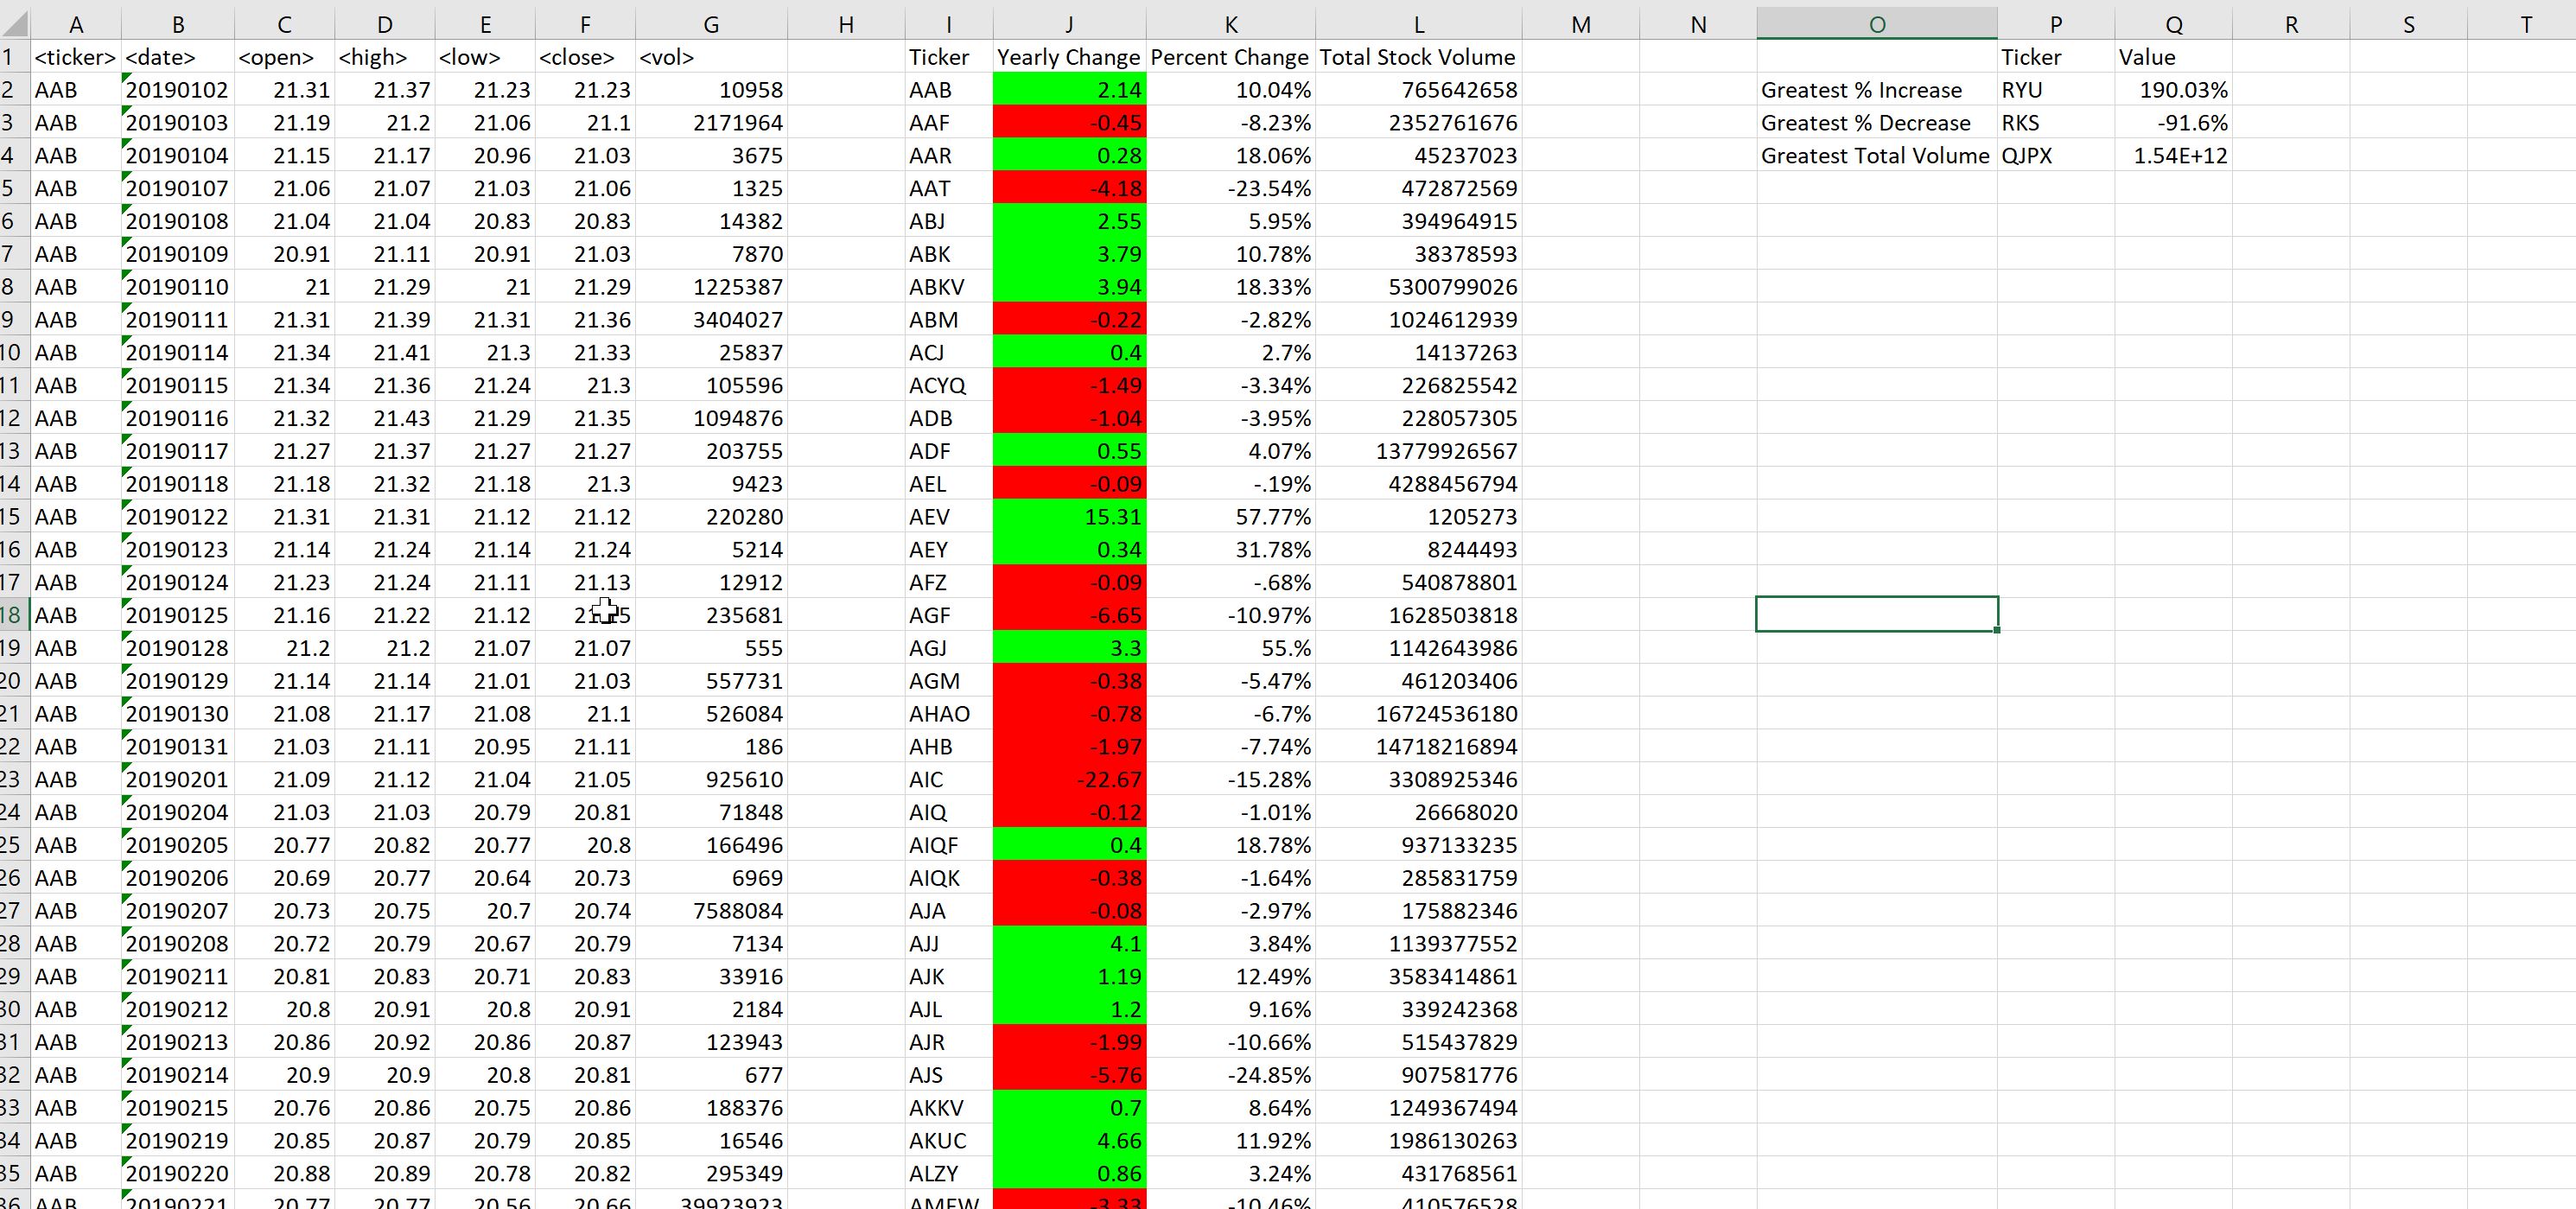 A B C D E F G H I J K L M N O P Q R S T
1 <ticker> <date> <open> <high> <low> <close> <vol> Ticker Yearly Change Percent Change Total Stock Volume Ticker Value
2 AAB 20190102 21.31 21.37 21.23 21.23 10958 AAB 2.14 10.04% 765642658 Greatest % Increase RYU 190.03%
3 AAB 20190103 21.19 21.2 21.06 21.1 2171964 AAF -0.45 -8.23% 2352761676 Greatest % Decrease RKS -91.6%
4 AAB 20190104 21.15 21.17 20.96 21.03 3675 AAR 0.28 18.06% 45237023 Greatest Total Volume QJPX 1.54E+12
5 AAB 20190107 21.06 21.07 21.03 21.06 1325 AAT -4.18 -23.54% 472872569
6 AAB 20190108 21.04 21.04 20.83 20.83 14382 ABJ 2.55 5.95% 394964915
7 AAB 20190109 20.91 21.11 20.91 21.03 7870 ABK 3.79 10.78% 38378593
8 AAB 20190110 21 21.29 21 21.29 1225387 ABKV 3.94 18.33% 5300799026
9 AAB 20190111 21.31 21.39 21.31 21.36 3404027 ABM -0.22 -2.82% 1024612939
10 AAB 20190114 21.34 21.41 21.3 21.33 25837 ACJ 0.4 2.7% 14137263
11 AAB 20190115 21.34 21.36 21.24 21.3 105596 ACYQ -1.49 -3.34% 226825542
12 AAB 20190116 21.32 21.43 21.29 21.35 1094876 ADB -1.04 -3.95% 228057305
13 AAB 20190117 21.27 21.37 21.27 21.27 203755 ADF 0.55 4.07% 13779926567
14 AAB 20190118 21.18 21.32 21.18 21.3 9423 AEL -0.09 -.19% 4288456794
15 AAB 20190122 21.31 21.31 21.12 21.12 220280 AEV 15.31 57.77% 1205273
16 AAB 20190123 21.14 21.24 21.14 21.24 5214 AEY 0.34 31.78% 8244493
17 AAB 20190124 21.23 21.24 21.11 21.13 12912 AFZ -0.09 -.68% 540878801
18 AAB 20190125 21.16 21.22 21.12 235681 AGF -6.65 -10.97% 1628503818
19 AAB 20190128 21.2 21.2 21.07 21.07 555 AGJ 3.3 55.% 1142643986
20 AAB 20190129 21.14 21.14 21.01 21.03 557731 AGM -0.38 -5.47% 461203406
21 AAB 20190130 21.08 21.17 21.08 21.1 526084 AHAO -0.78 -6.7% 16724536180
22 AAB 20190131 21.03 21.11 20.95 21.11 186 AHB -1.97 -7.74% 14718216894
23 AAB 20190201 21.09 21.12 21.04 21.05 925610 AIC -22.67 -15.28% 3308925346
24 AAB 20190204 21.03 21.03 20.79 20.81 71848 AIQ -0.12 -1.01% 26668020
25 AAB 20190205 20.77 20.82 20.77 20.8 166496 AIQF 0.4 18.78% 937133235
26 AAB 20190206 20.69 20.77 20.64 20.73 6969 AIQK -0.38 -1.64% 285831759
27 AAB 20190207 20.73 20.75 20.7 20.74 7588084 AJA -0.08 -2.97% 175882346
28 AAB 20190208 20.72 20.79 20.67 20.79 7134 AJJ 4.1 3.84% 1139377552
29 AAB 20190211 20.81 20.83 20.71 20.83 33916 AJK 1.19 12.49% 3583414861
30 AAB 20190212 20.8 20.91 20.8 20.91 2184 AJL 1.2 9.16% 339242368
31 AAB 20190213 20.86 20.92 20.86 20.87 123943 AJR -1.99 -10.66% 515437829
32 AAB 20190214 20.9 20.9 20.8 20.81 677 AJS -5.76 -24.85% 907581776
33 AAB 20190215 20.76 20.86 20.75 20.86 188376 AKKV 0.7 8.64% 1249367494
34 AAB 20190219 20.85 20.87 20.79 20.85 16546 AKUC 4.66 11.92% 1986130263
35 AAB 20190220 20.88 20.89 20.78 20.82 295349 ALZY 0.86 3.24% 431768561
36 AAB 20190221 20.77 20.77 20.56 20.66 39923923 AMEW -3.33 -10.46% 410576528